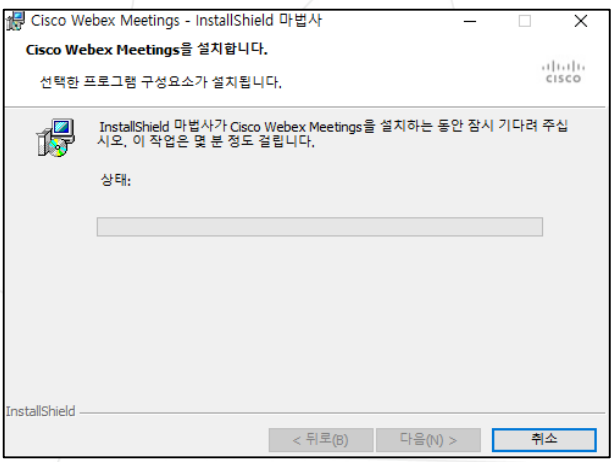 Cisco Webex Meetings - InstallShield 마법사
Cisco Webex Meetings을 설치합니다.
선택한 프로그램 구성요소가 설치됩니다.
CISCO
InstallShield 마법사가 Cisco Webex Meetings을 설치하는 동안 잠시 기다려 주십
시오. 이 작업은 몇 분 정도 걸립니다.
상태:
InstallShield
< 뒤로(B) 다음(N) > 취소